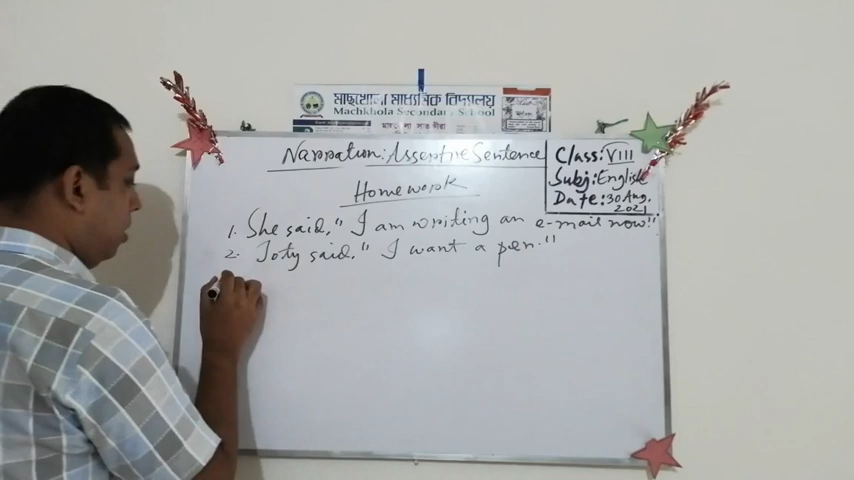 মাছখোলা মাধ্যমিক বিদ্যালয়
Machkhola Secondary School
Narration: Assertive Sentence
Class: VIII
Subj: English
Date: 30 Aug. 2021
Homework
1. She said, " I am writing an e-mail now".
2. Joty said, " I want a pen."